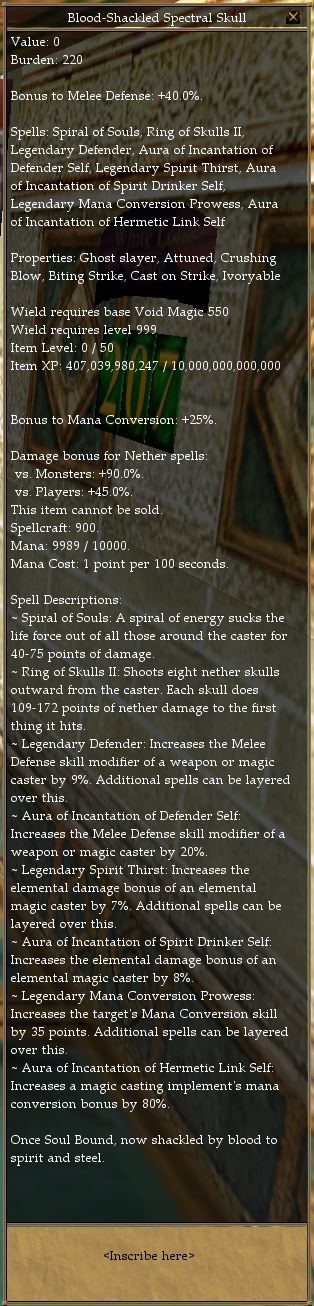 Blood-Shackled Spectral Skull
Value: 0
Burden: 220
Bonus to Melee Defense: +40.0%.
Spells: Spiral of Souls, Ring of Skulls II,
Legendary Defender, Aura of Incantation of
Defender Self, Legendary Spirit Thirst, Aura
of Incantation of Spirit Drinker Self,
Legendary Mana Conversion Prowess, Aura
of Incantation of Hermetic Link Self
Properties: Ghost slayer, Attuned, Crushing
Blow, Biting Strike, Cast on Strike, Ivoryable
Wield requires base Void Magic 550
Wield requires level 999
Item Level: 0 / 50
Item XP: 407,039,980,247 / 10,000,000,000,000
207
Bonus to Mana Conversion: +25%.
Damage bonus for Nether spells:
vs. Monsters: +90.0%.
vs. Players: +45.0%.
This item cannot be sold.
Spellcraft: 900.
Mana: 9989 / 10000.
Mana Cost: 1 point per 100 seconds.
Spell Descriptions:
~ Spiral of Souls: A spiral of energy sucks the
life force out of all those around the caster for
40-75 points of damage.
~ Ring of Skulls II: Shoots eight nether skulls
outward from the caster. Each skull does
109-172 points of nether damage to the first
thing it hits.
~ Legendary Defender: Increases the Melee
Defense skill modifier of a weapon or magic
caster by 9%. Additional spells can be layered
over this.
~ Aura of Incantation of Defender Self:
Increases the Melee Defense skill modifier of a
weapon or magic caster by 20%.
~ Legendary Spirit Thirst: Increases the
elemental damage bonus of an elemental
magic caster by 7%. Additional spells can be
layered over this.
~ Aura of Incantation of Spirit Drinker Self:
Increases the elemental damage bonus of an
elemental magic caster by 8%.
~ Legendary Mana Conversion Prowess:
Increases the target's Mana Conversion skill
by 35 points. Additional spells can be layered
over this.
~ Aura of Incantation of Hermetic Link Self:
Increases a magic casting implement's mana
conversion bonus by 80%.
Once Soul Bound, now shackled by blood to
spirit and steel.
<Inscribe here>